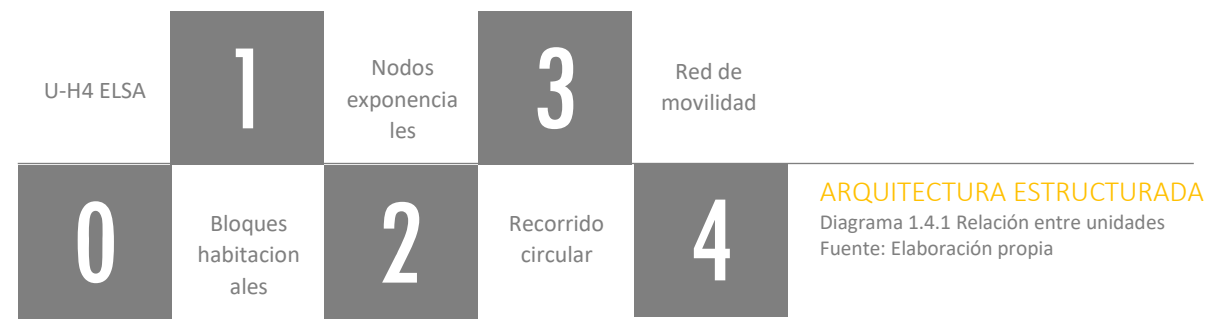 U-H4 ELSA
1
Nodos
exponencia
les
3
Red de
movilidad
0
Bloques
habitacion
ales
2
Recorrido
circular
4
ARQUITECTURA ESTRUCTURADA
Diagrama 1.4.1 Relación entre unidades
Fuente: Elaboración propia